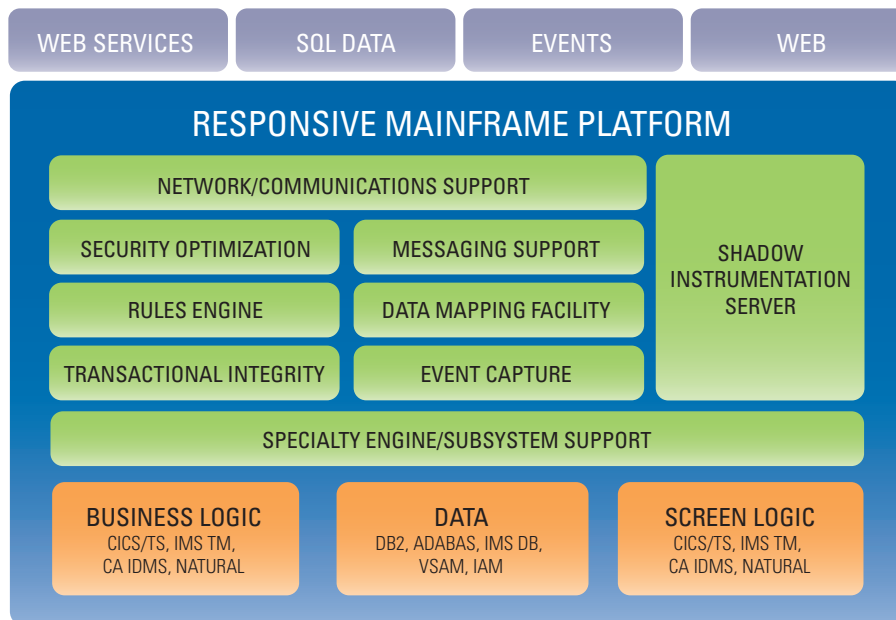 WEB SERVICES
SQL DATA
EVENTS
WEB
RESPONSIVE MAINFRAME PLATFORM
NETWORK/COMMUNICATIONS SUPPORT
SECURITY OPTIMIZATION
MESSAGING SUPPORT
RULES ENGINE
DATA MAPPING FACILITY
TRANSACTIONAL INTEGRITY
EVENT CAPTURE
SHADOW
INSTRUMENTATION
SERVER
SPECIALTY ENGINE/SUBSYSTEM SUPPORT
BUSINESS LOGIC
CICS/TS, IMS TM,
CA IDMS, NATURAL
DATA
DB2, ADABAS, IMS DB,
VSAM, IAM
SCREEN LOGIC
CICS/TS, IMS TM,
CA IDMS, NATURAL